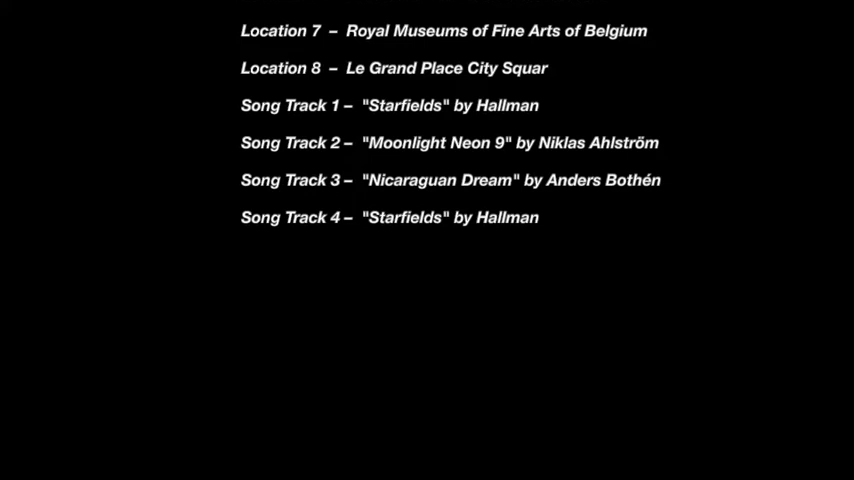 Location 7 – Royal Museums of Fine Arts of Belgium
Location 8 – Le Grand Place City Squar
Song Track 1 – "Starfields" by Hallman
Song Track 2 – "Moonlight Neon 9" by Niklas Ahlström
Song Track 3 – "Nicaraguan Dream" by Anders Bothén
Song Track 4 – "Starfields" by Hallman